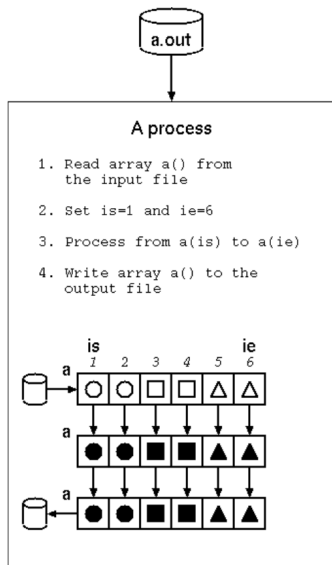 a.out
A process
1. Read array a() from
the input file
2. Set is=1 and ie=6
3. Process from a(is) to a(ie)
4. Write array a() to the
output file
is ie
1 2 3 4 5 6
a
a
a